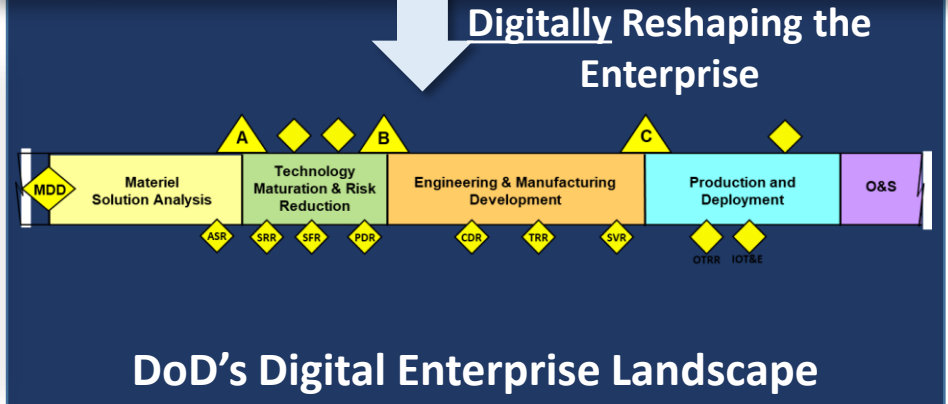 Digitally Reshaping the
Enterprise
A
B
C
MDD
Materiel
Solution Analysis
Technology
Maturation & Risk
Reduction
Engineering & Manufacturing
Development
Production and
Deployment
O&S
ASR
SRR
SFR
PDR
CDR
TRR
SVR
OTRR
IOT&E
DoD's Digital Enterprise Landscape